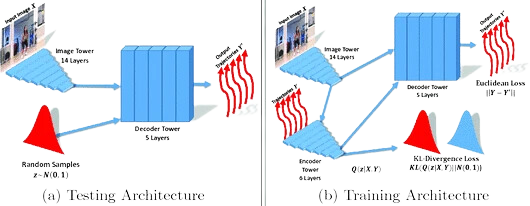 Input Image X
Image Tower
14 Layers
Output
Trajectories Y'
Decoder Tower
5 Layers
Random Samples
z~N(0,1)
(a) Testing Architecture
Input Image X
Image Tower
14 Layers
Output
Trajectories Y'
Trajectories Y
Decoder Tower
5 Layers
Euclidean Loss
||Y − Y'||
Encoder
Tower
6 Layers
Q(z|X,Y)
KL-Divergence Loss
KL(Q(z|X,Y)||N(0,1))
(b) Training Architecture